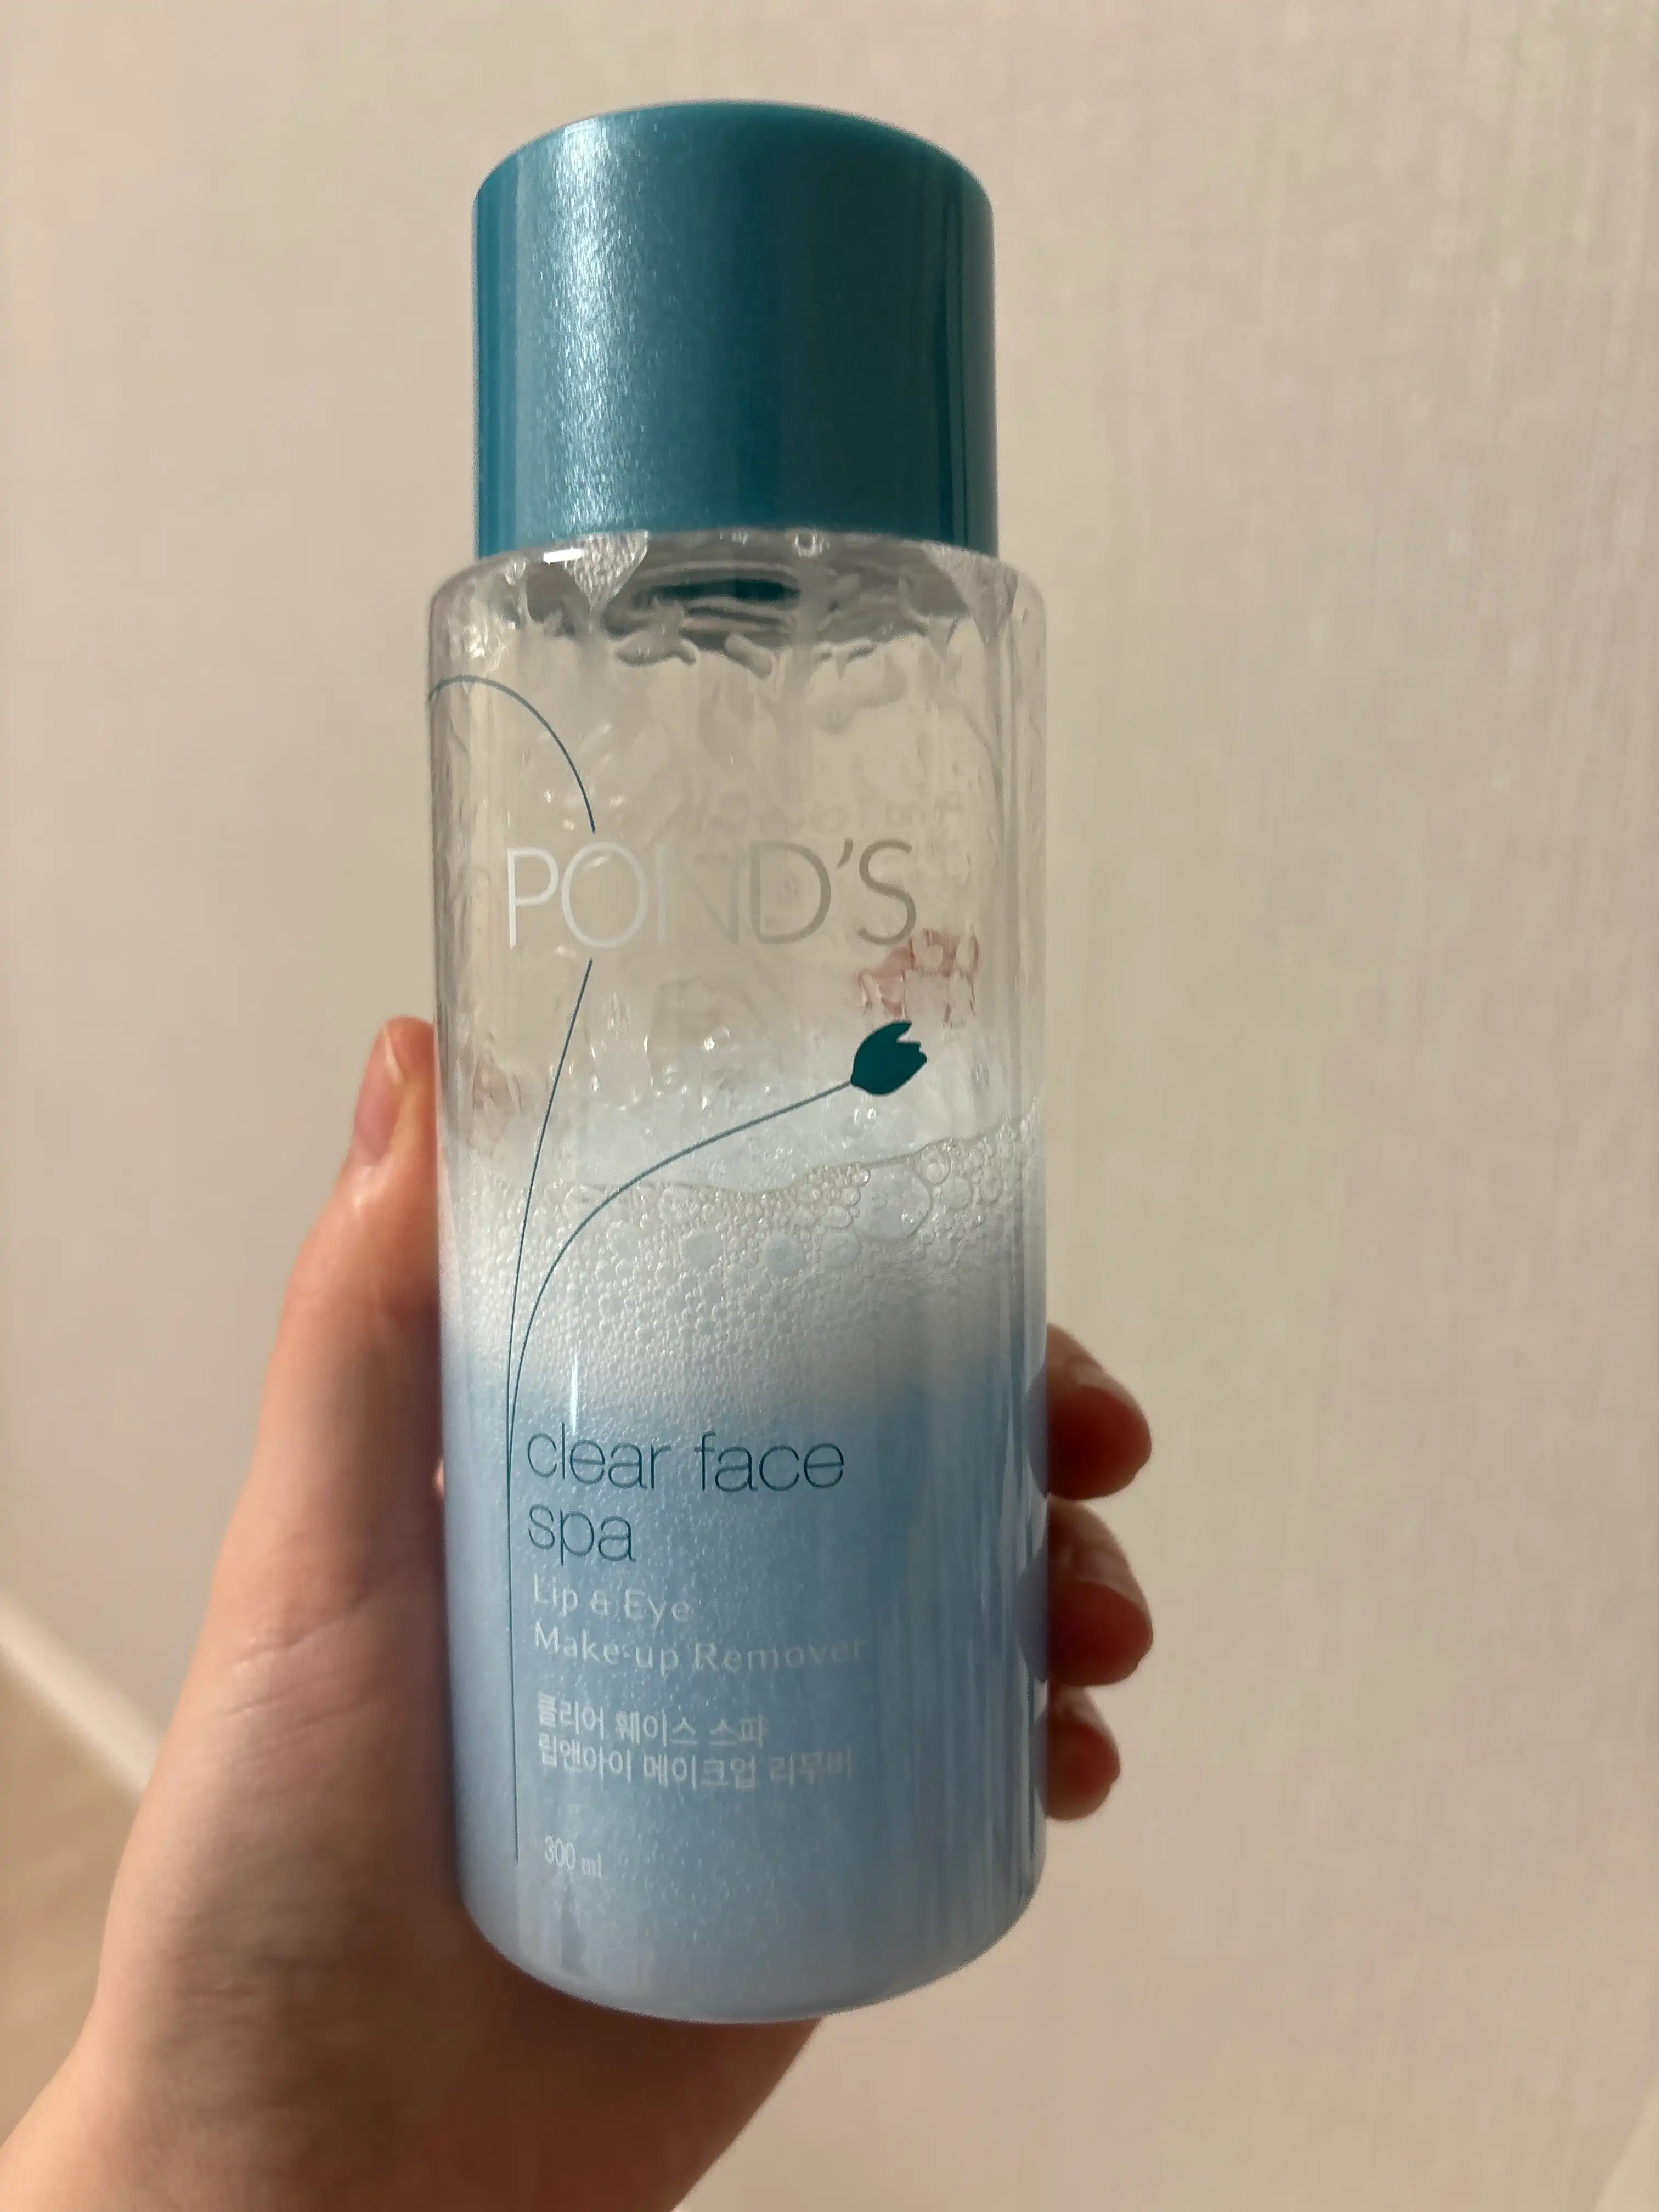 POND'S
clear face
spa
Lip & Eye
Make-up Remover
클리어 훼이스 스파
립앤아이 메이크업 리무버
300 ml